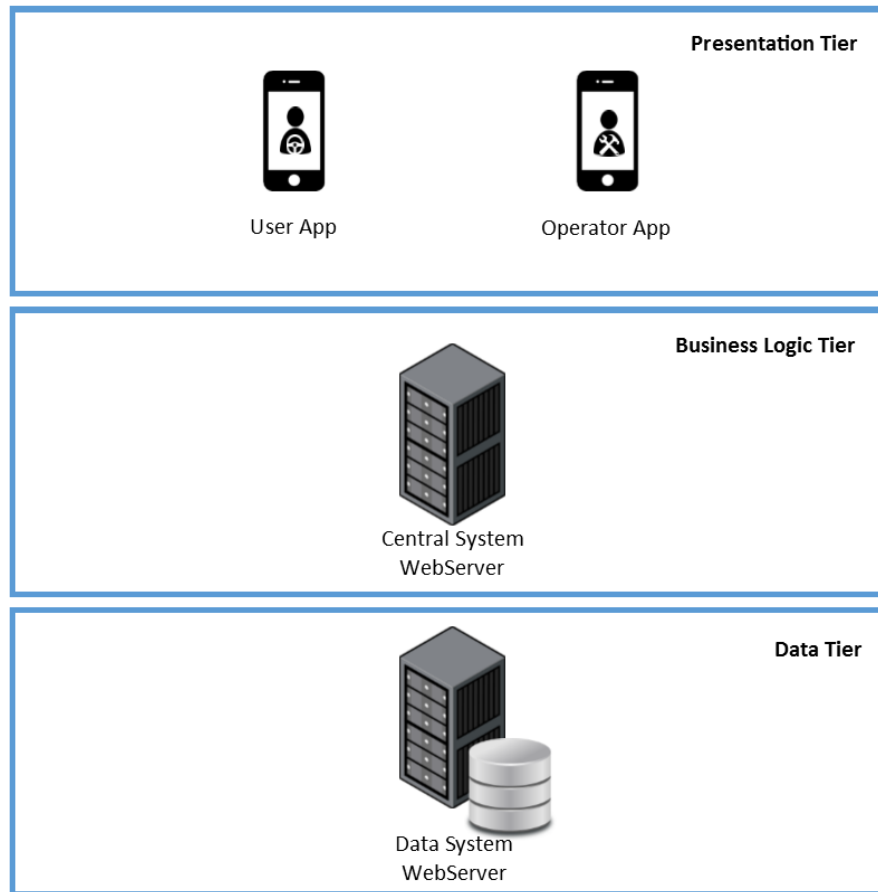 Presentation Tier
User App
Operator App
Business Logic Tier
Central System
WebServer
Data Tier
Data System
WebServer